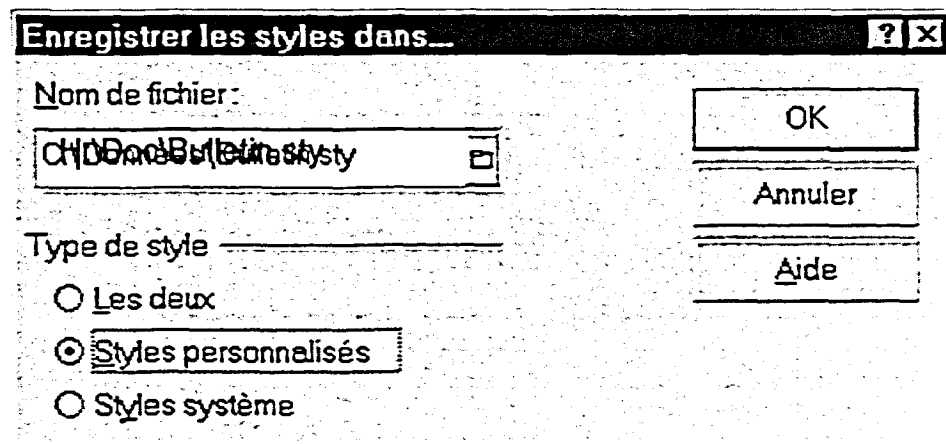 Enregistrer les styles dans...
Nom de fichier:
OK
Annuler
Type de style
Aide
Les deux
Styles personnalisés
Styles système